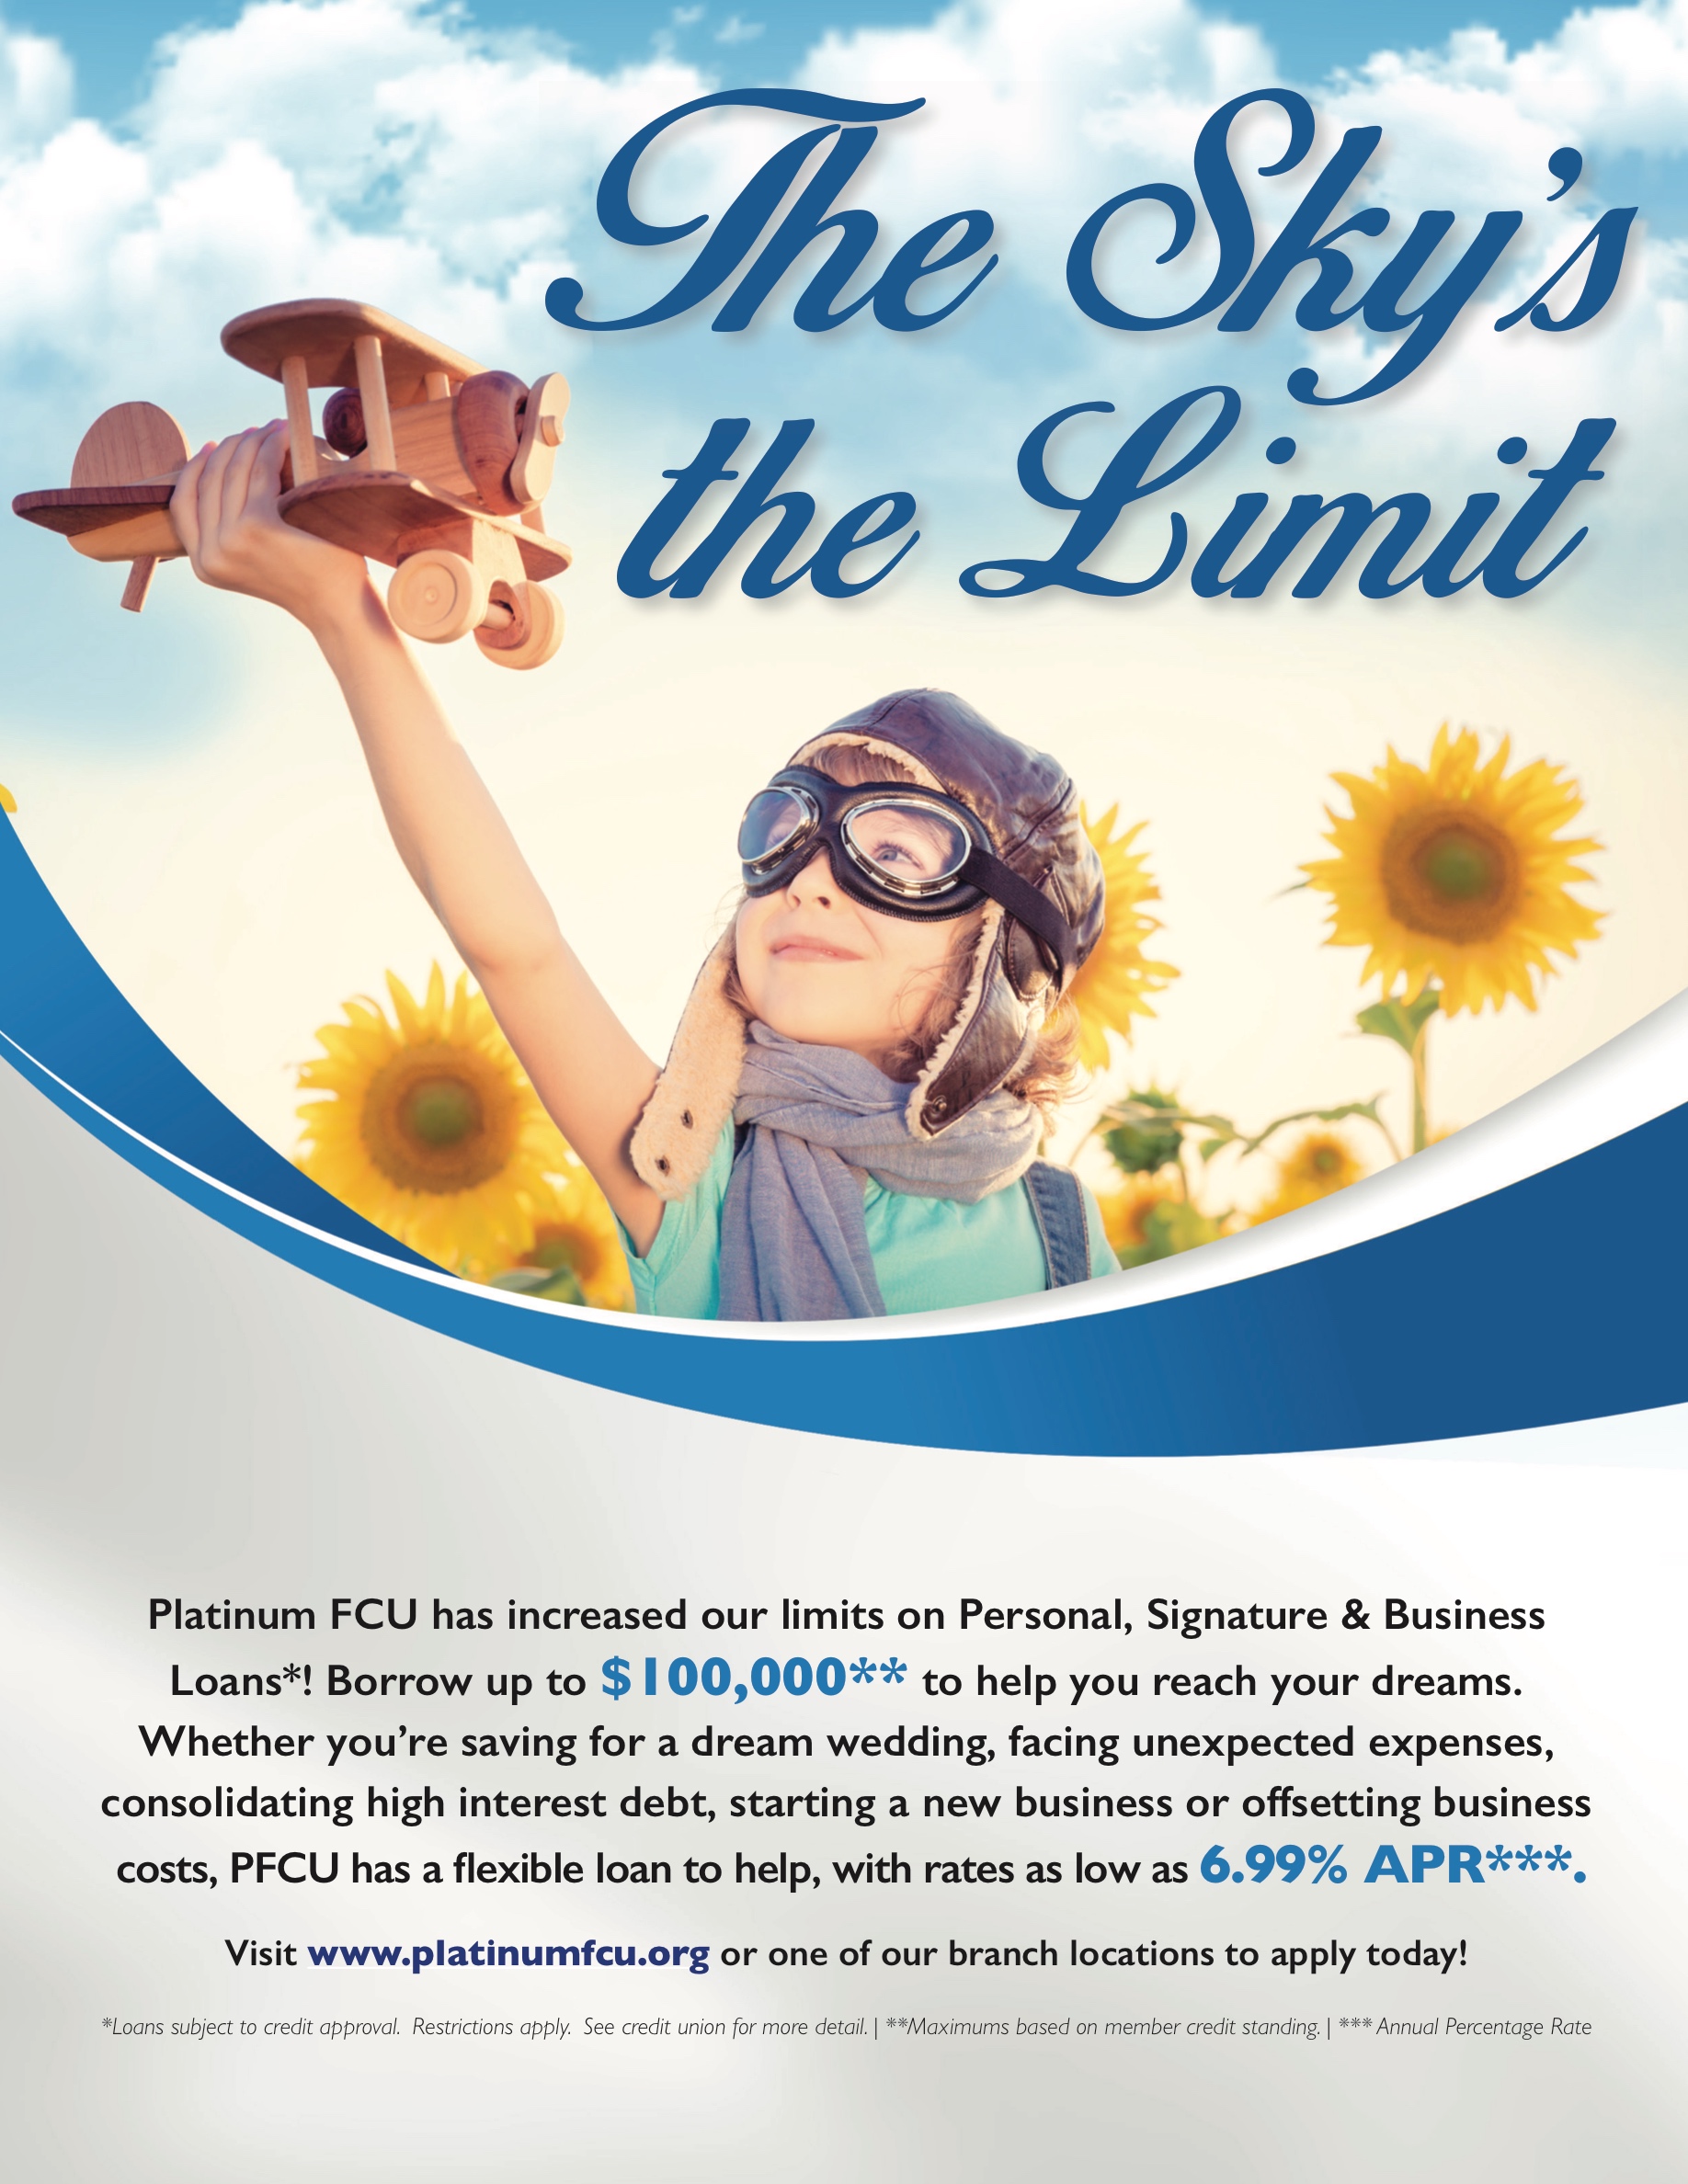 The Sky's
the Limit
Platinum FCU has increased our limits on Personal, Signature & Business
Loans*! Borrow up to $100,000** to help you reach your dreams.
Whether you're saving for a dream wedding, facing unexpected expenses,
consolidating high interest debt, starting a new business or offsetting business
costs, PFCU has a flexible loan to help, with rates as low as 6.99% APR***.
Visit www.platinumfcu.org or one of our branch locations to apply today!
*Loans subject to credit approval. Restrictions apply. See credit union for more detail. | **Maximums based on member credit standing. | *** Annual Percentage Rate